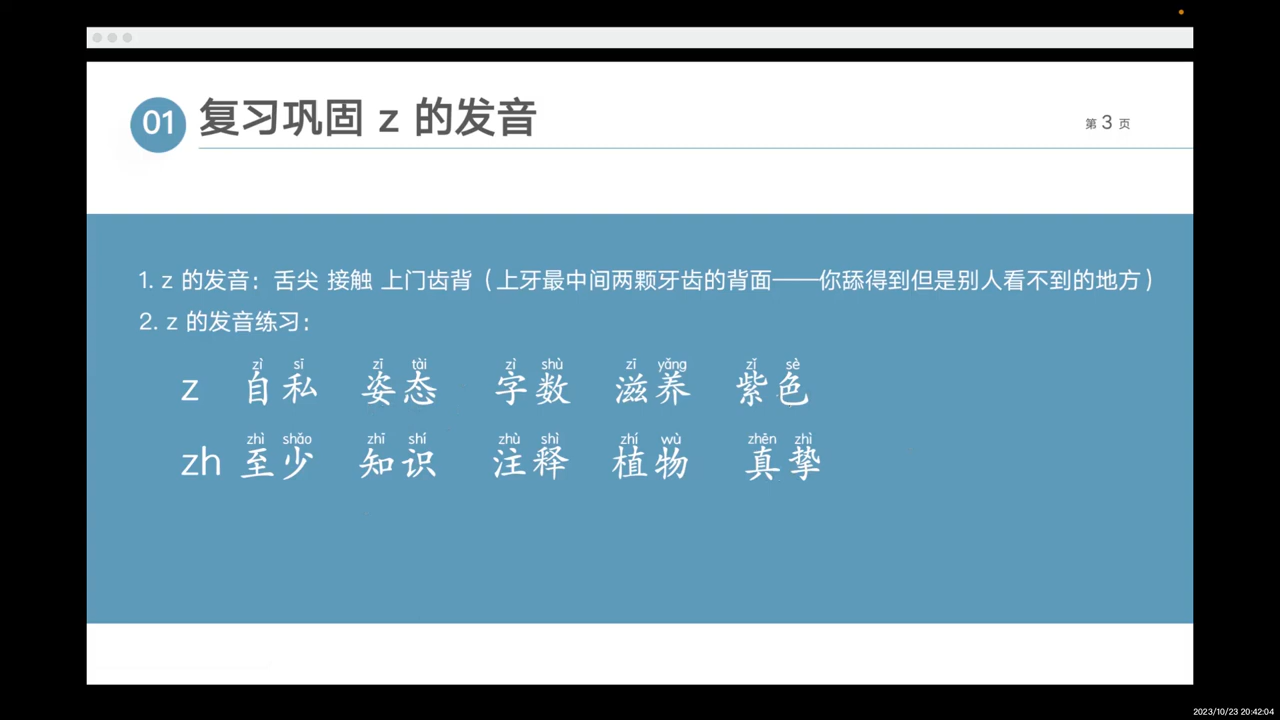 01 复习巩固 z 的发音
第 3 页
1. z 的发音：舌尖 接触 上门齿背（上牙最中间两颗牙齿的背面——你舔得到但是别人看不到的地方）
2. z 的发音练习：
zì sī zī tài zì shù zī yǎng zǐ sè
z 自私 姿态 字数 滋养 紫色
zhì shǎo zhī shí zhù shì zhí wù zhēn zhì
zh 至少 知识 注释 植物 真挚
2023/10/23 20:42:04